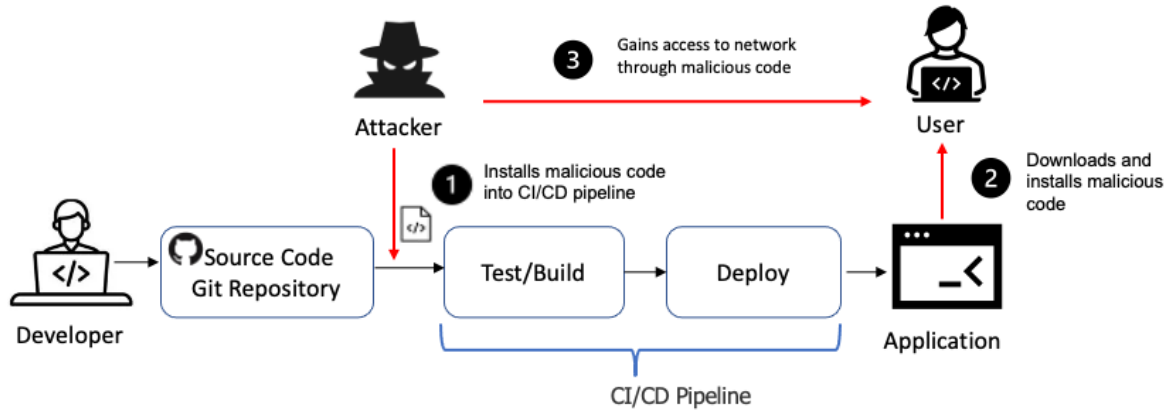 3
Gains access to network
through malicious code
</>
Attacker
User
1
Installs malicious code
into CI/CD pipeline
2
Downloads and
installs malicious
code
</>
</>
Source Code
Git Repository
Test/Build
Deploy
_<
Developer
Application
CI/CD Pipeline